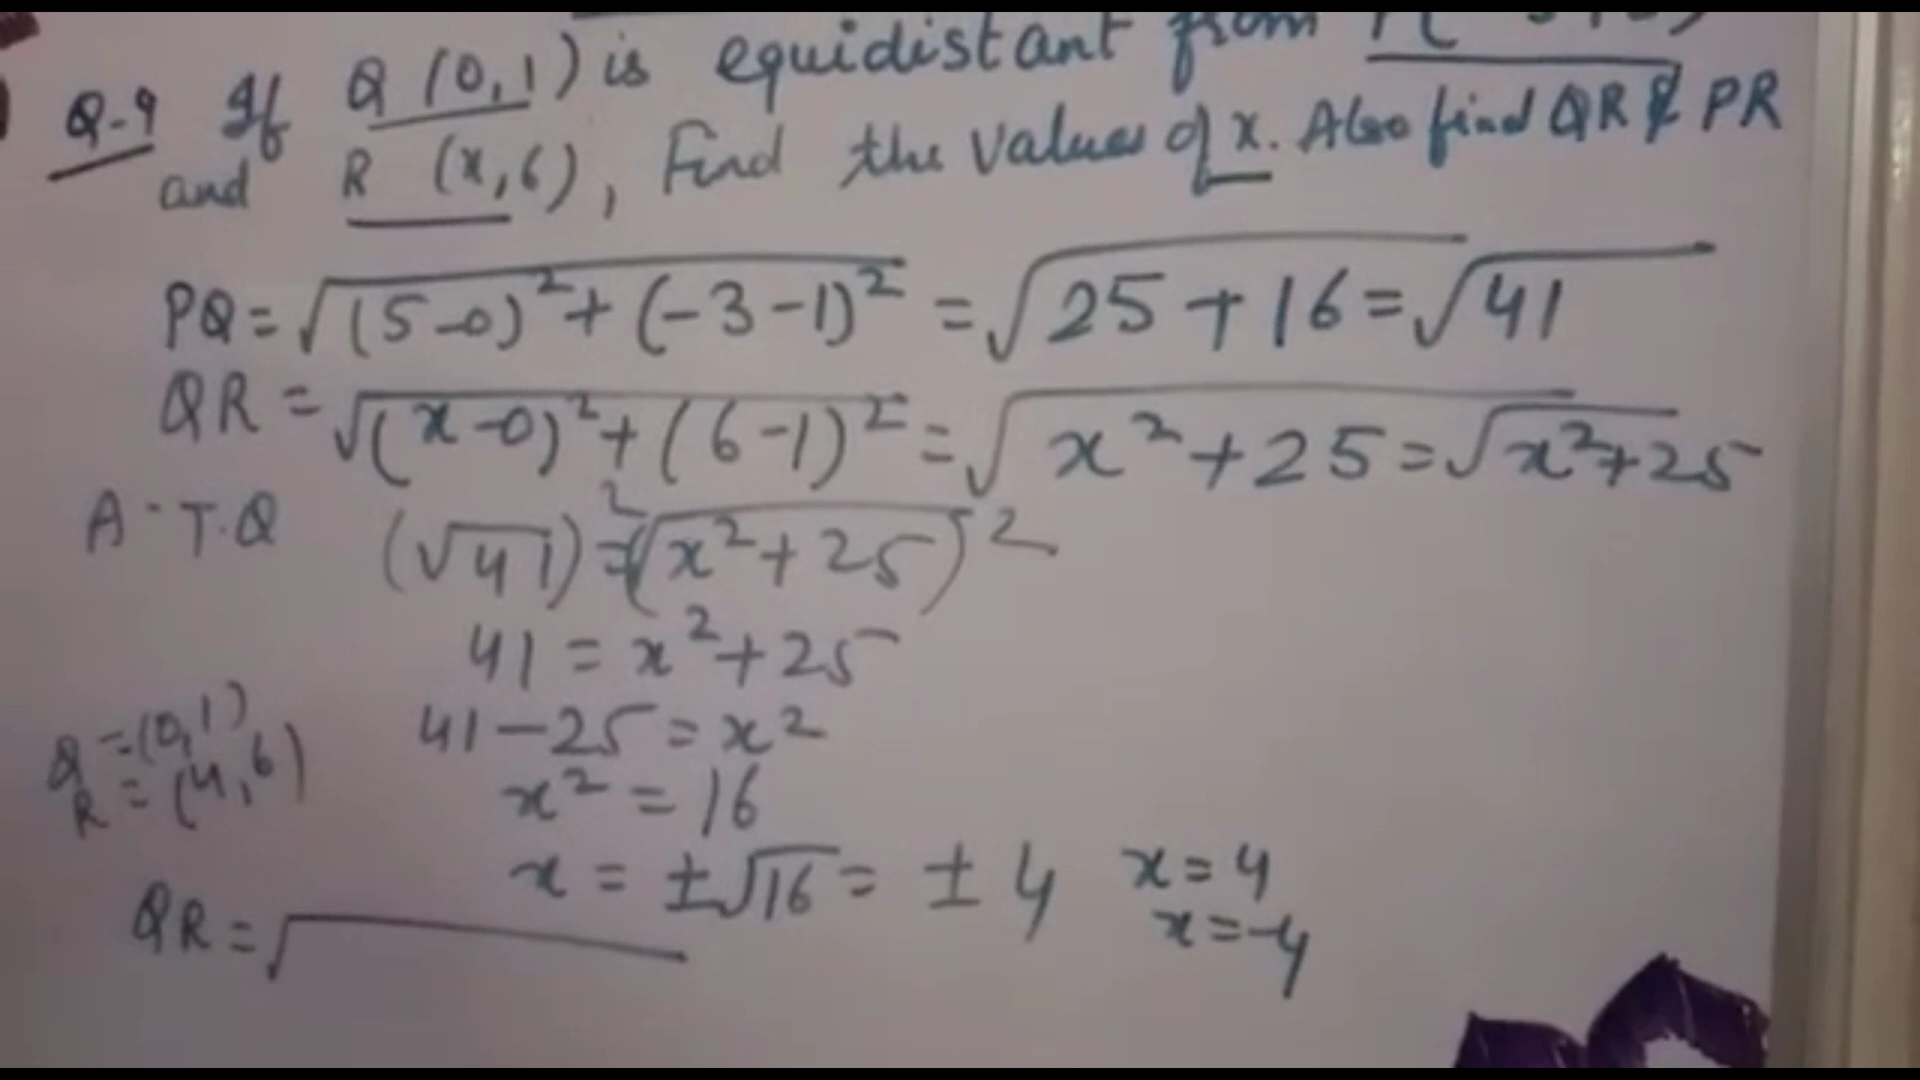 Q-9 If Q (0,1) is equidistant from
and R (x,6), Find the values of x. Also find QR & PR
PQ = √(5-0)² + (-3-1)² = √25 + 16 = √41
QR = √(x-0)² + (6-1)² = √x² + 25 = √x²+25
A.T.Q (√41)² = (√x² + 25)²
41 = x² + 25
41 - 25 = x²
Q = (0,1)
R = (4,6)
x² = 16
x = ±√16 = ± 4 x = 4
x = -4
QR = √